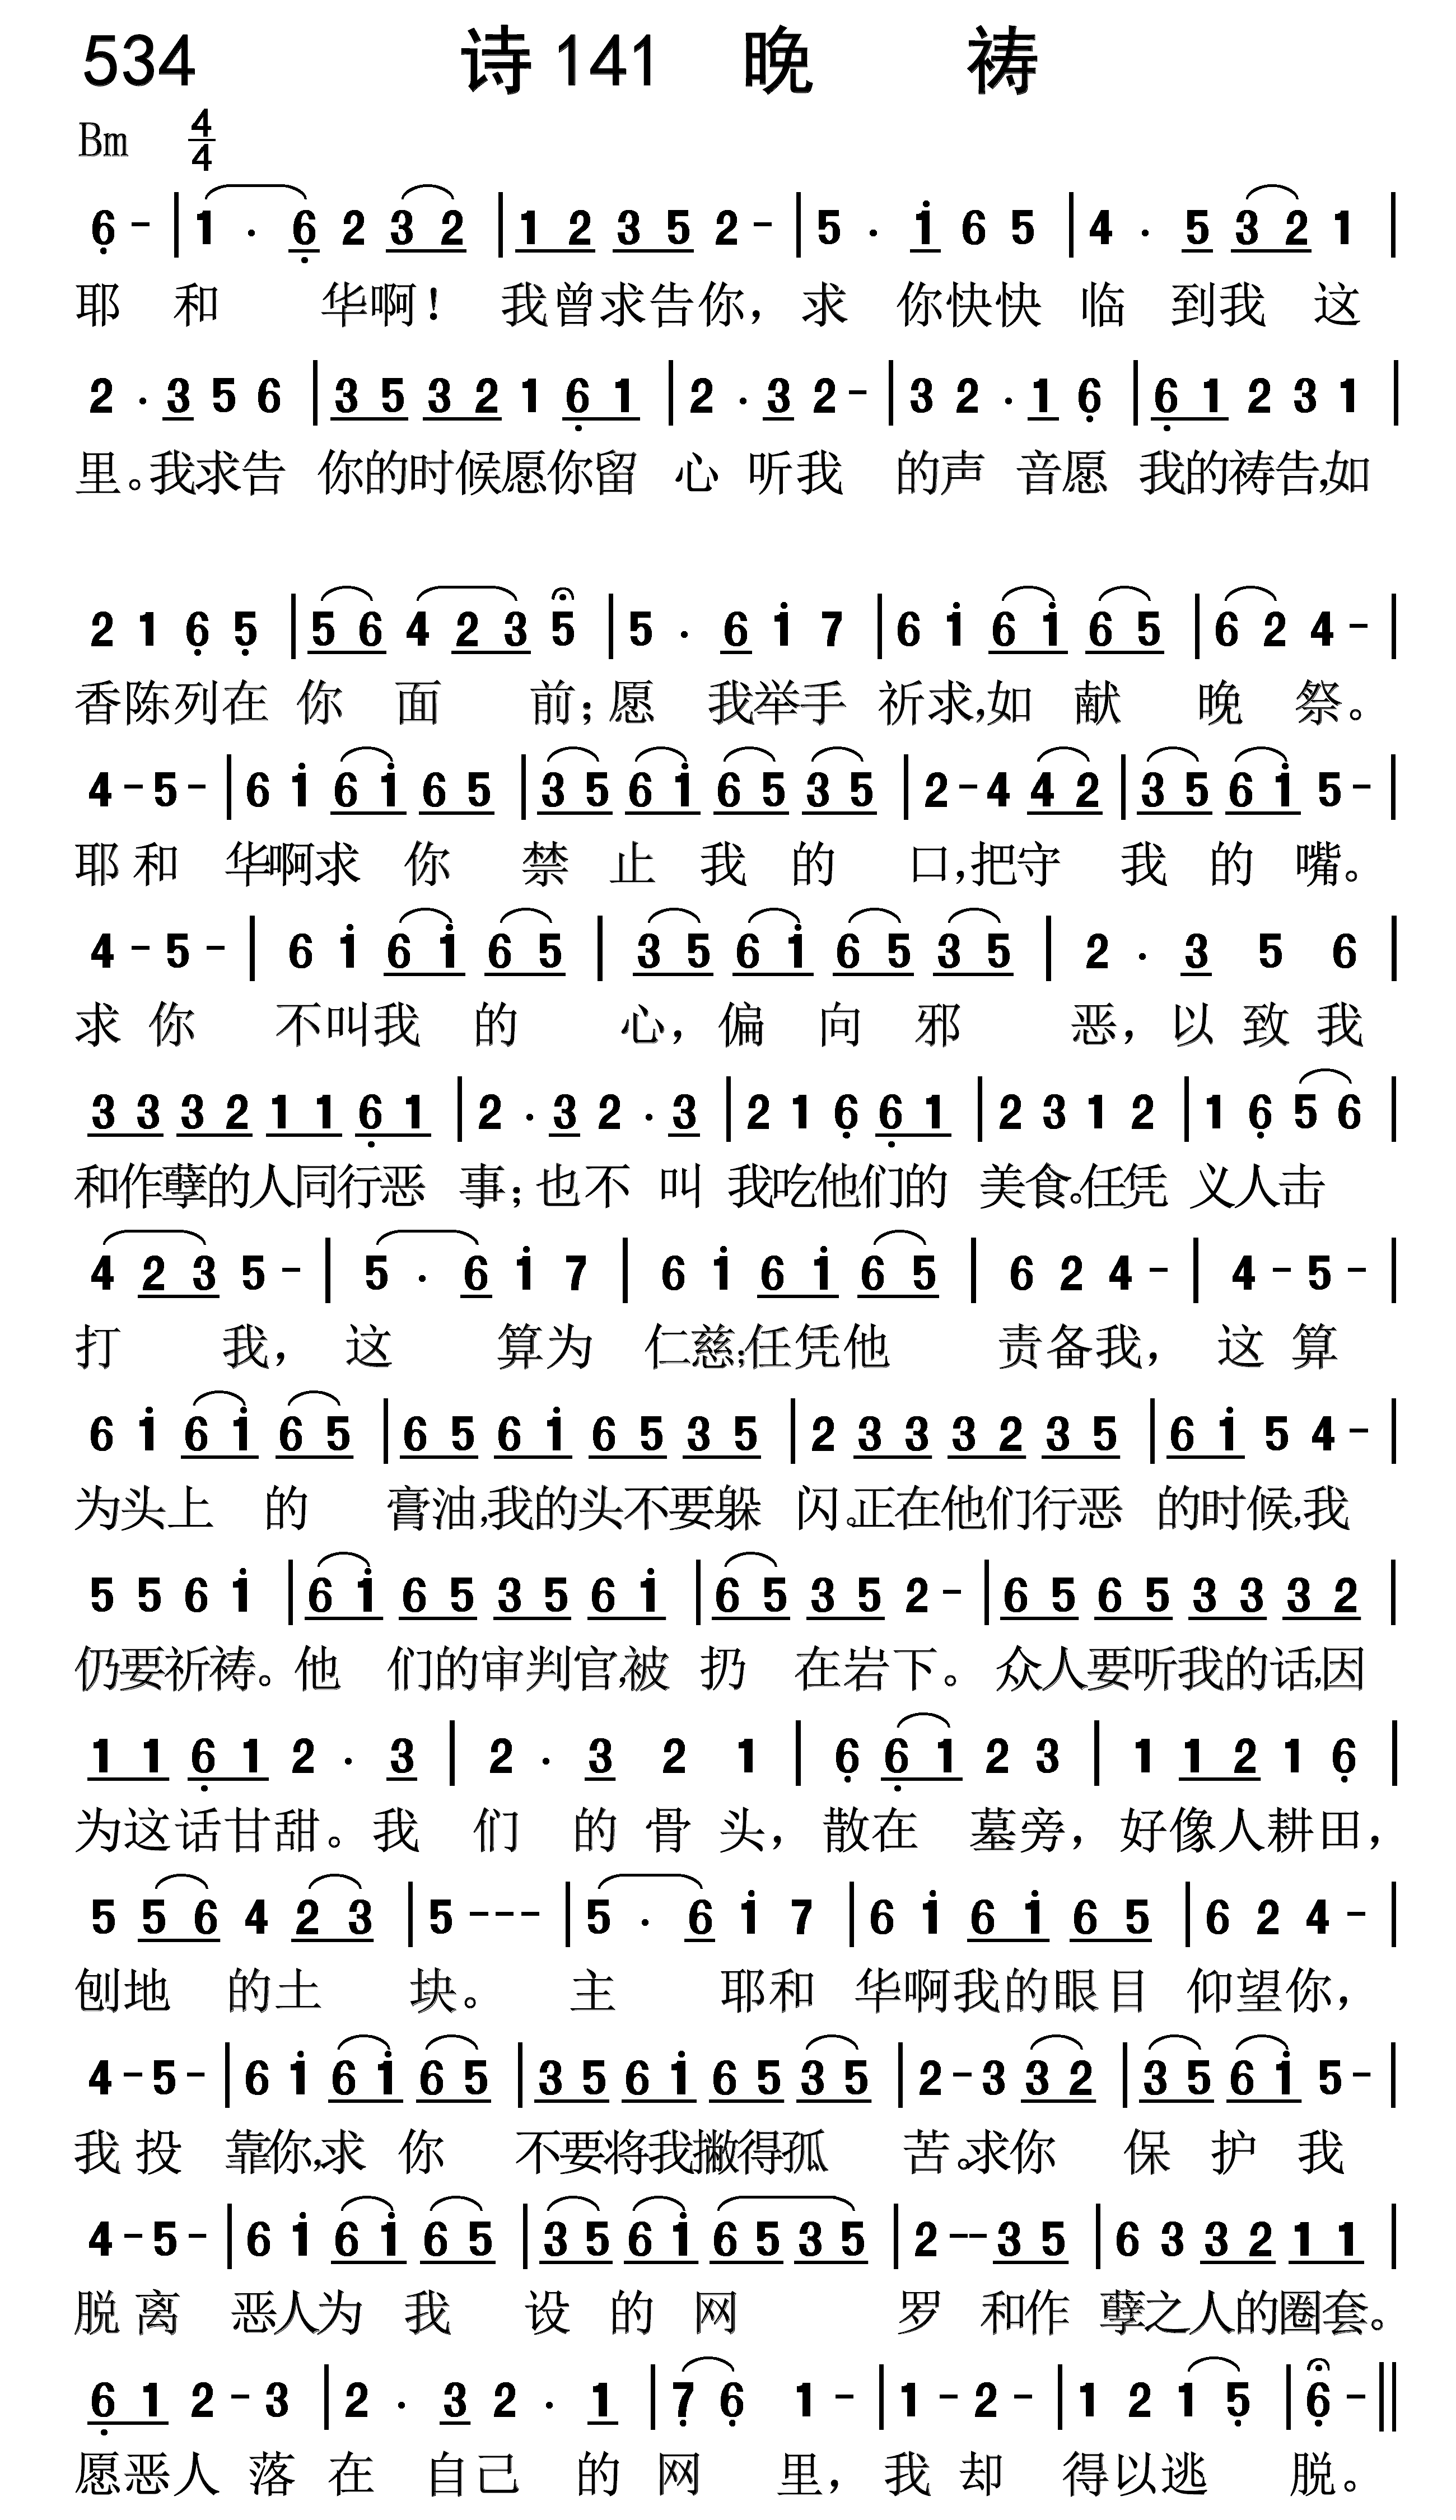 534 诗141 晚 祷
Bm 4/4
6̣ - | 1 · 6̣ 2 3 2 | 1 2 3 5 2 - | 5 · i 6 5 | 4 · 5 3 2 1 |
耶 和 华啊！ 我曾求告你，求 你快快 临 到我 这
2 · 3 5 6 | 3 5 3 2 1 6̣ 1 | 2 · 3 2 - | 3 2 · 1 6̣ | 6̣ 1 2 3 1 |
里。我求告 你的时候愿你留 心 听我 的声 音愿 我的祷告,如
2 1 6̣ 5̣ | 5 6 4 2 3 5 | 5 · 6 i 7 | 6 i 6 i 6 5 | 6 2 4 - |
香陈列在 你 面 前；愿 我举手 祈求,如 献 晚 祭。
4 - 5 - | 6 i 6 i 6 5 | 3 5 6 i 6 5 3 5 | 2 - 4 4 2 | 3 5 6 i 5 - |
耶和 华啊求 你 禁 止 我 的 口,把守 我 的 嘴。
4 - 5 - | 6 i 6 i 6 5 | 3 5 6 i 6 5 3 5 | 2 · 3 5 6 |
求 你 不叫我 的 心，偏 向 邪 恶，以 致 我
3 3 3 2 1 1 6̣ 1 | 2 · 3 2 · 3 | 2 1 6̣ 6̣ 1 | 2 3 1 2 | 1 6̣ 5 6 |
和作孽的人同行恶 事；也不 叫 我吃他们的 美食。任凭 义人击
4 2 3 5 - | 5 · 6 i 7 | 6 i 6 i 6 5 | 6 2 4 - | 4 - 5 - |
打 我， 这 算为 仁慈；任凭他 责备我， 这 算
6 i 6 i 6 5 | 6 5 6 i 6 5 3 5 | 2 3 3 3 2 3 5 | 6 i 5 4 - |
为头上 的 膏油,我的头不要躲 闪。正在他们行恶 的时候,我
5 5 6 i | 6 i 6 5 3 5 6 i | 6 5 3 5 2 - | 6 5 6 5 3 3 3 2 |
仍要祈祷。他 们的审判官,被 扔 在岩下。 众人要听我的话,因
1 1 6̣ 1 2 · 3 | 2 · 3 2 1 | 6̣ 6̣ 1 2 3 | 1 1 2 1 6̣ |
为这话甘甜。我 们 的 骨 头，散在 墓旁，好像人耕田，
5 5 6 4 2 3 | 5 - - - | 5 · 6 i 7 | 6 i 6 i 6 5 | 6 2 4 - |
刨地 的土 块。 主 耶和 华啊我的眼目 仰望你，
4 - 5 - | 6 i 6 i 6 5 | 3 5 6 i 6 5 3 5 | 2 - 3 3 2 | 3 5 6 i 5 - |
我 投 靠你,求 你 不要将我撇得孤 苦。求你 保 护 我
4 - 5 - | 6 i 6 i 6 5 | 3 5 6 i 6 5 3 5 | 2 - - 3 5 | 6 3 3 2 1 1 |
脱 离 恶人为 我 设 的 网 罗 和作 孽之人的圈套。
6̣ 1 2 - 3 | 2 · 3 2 · 1 | 7̣ 6̣ 1 - | 1 - 2 - | 1 2 1 5̣ | 6̣ - ||
愿恶人 落 在 自己 的 网 里，我 却 得以逃 脱。